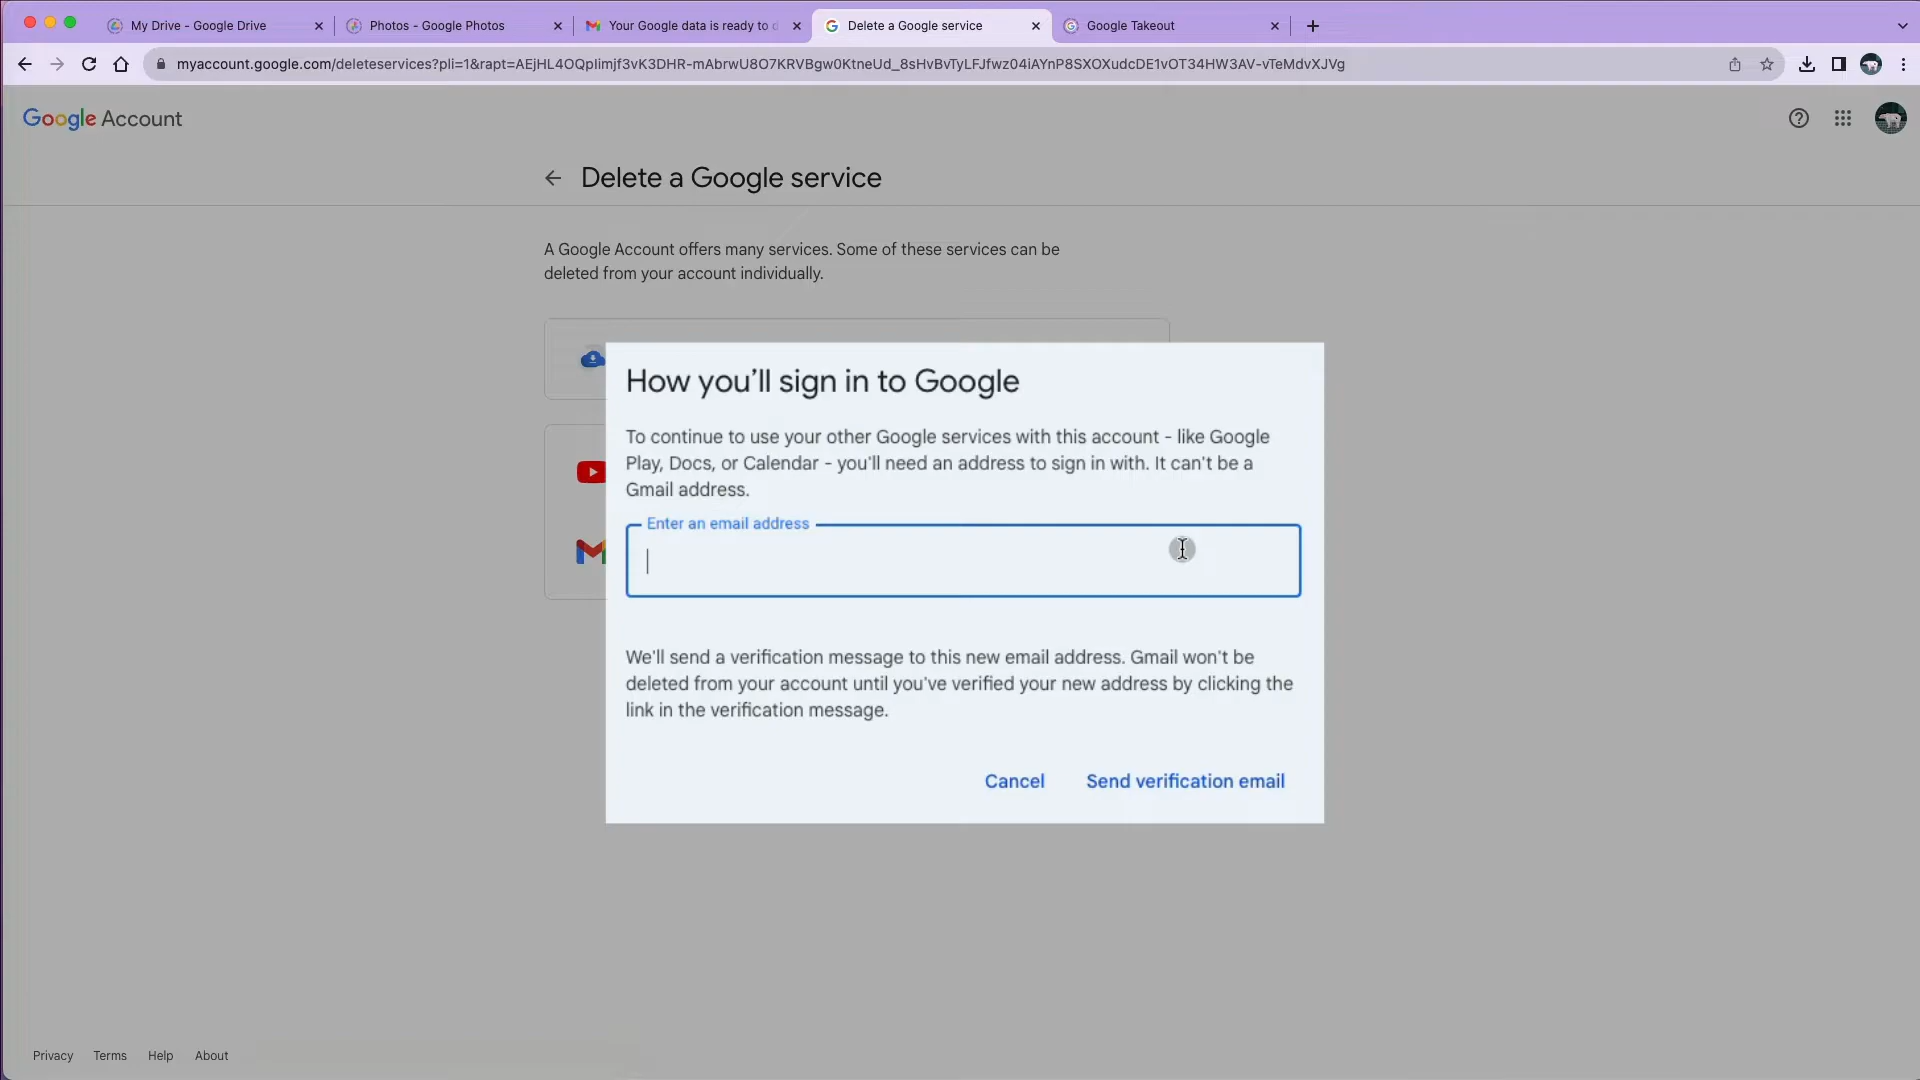 My Drive - Google Drive
Photos - Google Photos
Your Google data is ready to d
Delete a Google service
Google Takeout
myaccount.google.com/deleteservices?pli=1&rapt=AEjHL4OQpIimjf3vK3DHR-mAbrwU8O7KRVBgw0KtneUd_8sHvBvTyLFJfwz04iAYnP8SXOXudcDE1vOT34HW3AV-vTeMdvXJVg
Google Account
Delete a Google service
A Google Account offers many services. Some of these services can be
deleted from your account individually.
How you'll sign in to Google
To continue to use your other Google services with this account - like Google
Play, Docs, or Calendar - you'll need an address to sign in with. It can't be a
Gmail address.
Enter an email address
We'll send a verification message to this new email address. Gmail won't be
deleted from your account until you've verified your new address by clicking the
link in the verification message.
Cancel
Send verification email
Privacy
Terms
Help
About